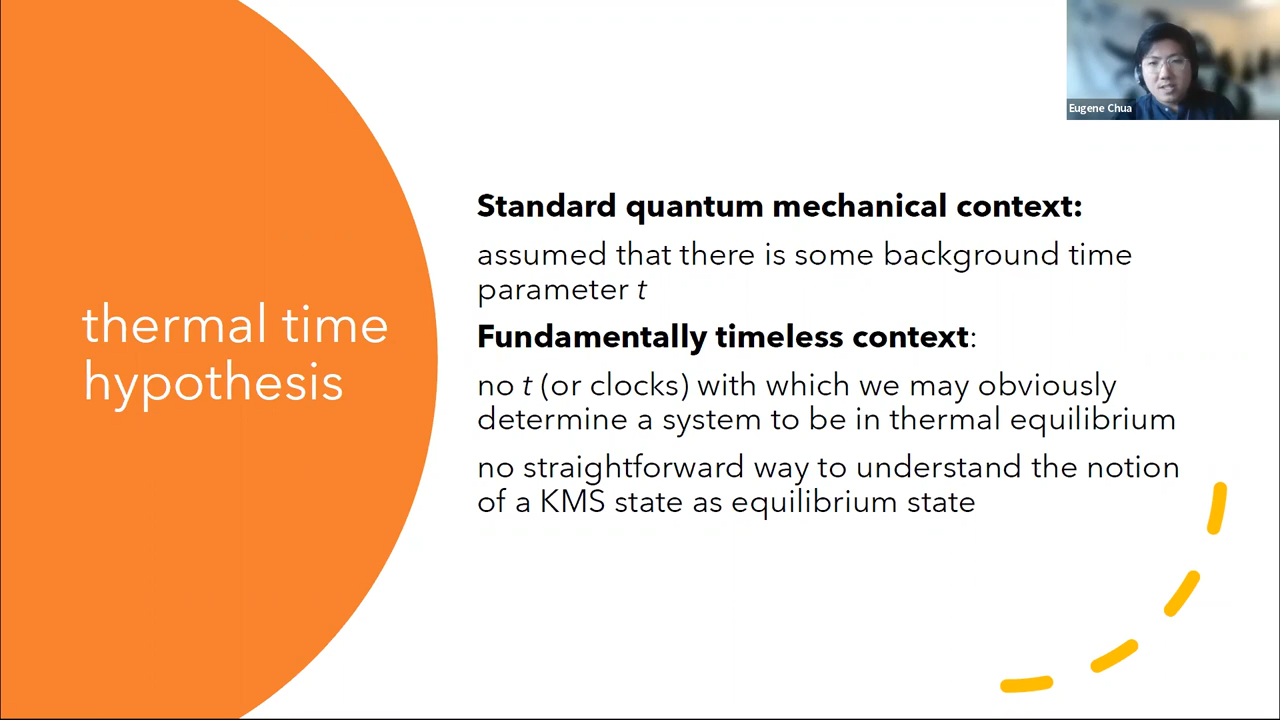 Eugene Chua
thermal time
hypothesis
Standard quantum mechanical context:
assumed that there is some background time
parameter t
Fundamentally timeless context:
no t (or clocks) with which we may obviously
determine a system to be in thermal equilibrium
no straightforward way to understand the notion
of a KMS state as equilibrium state